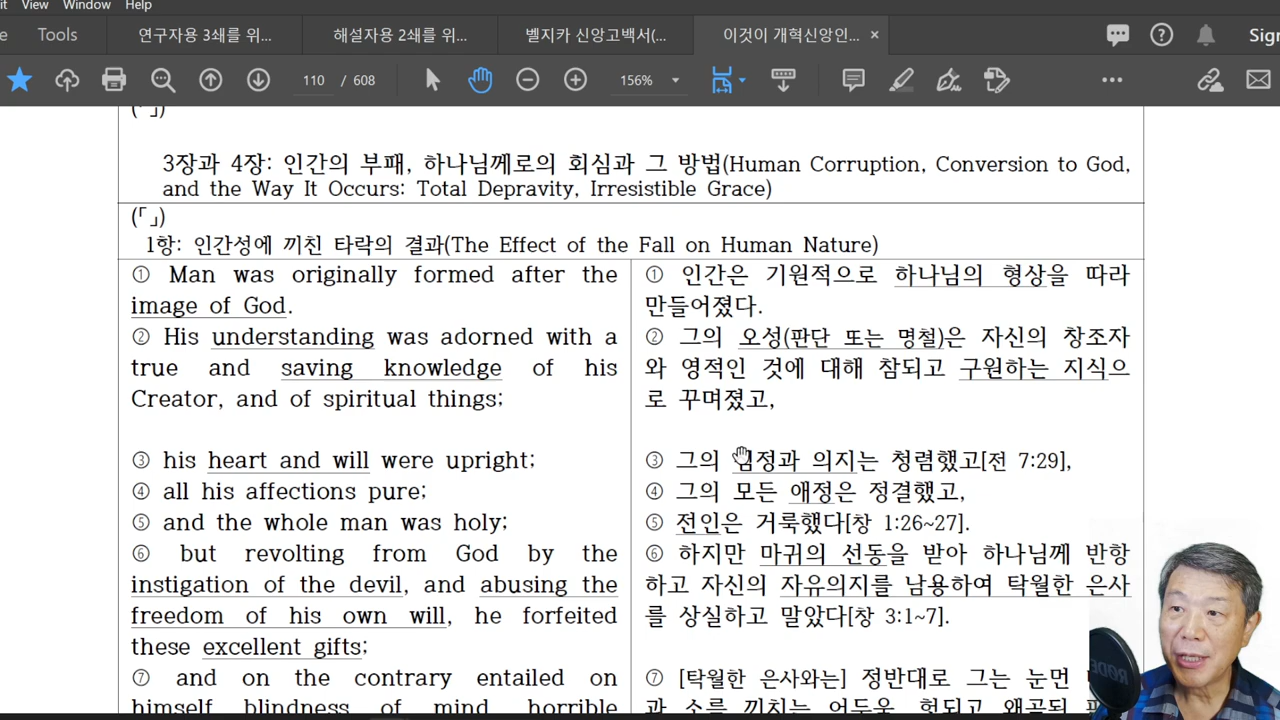 View Window Help
Tools 연구자용 3쇄를 위... 해설자용 2쇄를 위... 벨지카 신앙고백서(... 이것이 개혁신앙인... ×
110 / 608 156%
(「」)
3장과 4장: 인간의 부패, 하나님께로의 회심과 그 방법(Human Corruption, Conversion to God,
and the Way It Occurs: Total Depravity, Irresistible Grace)
(「」)
1항: 인간성에 끼친 타락의 결과(The Effect of the Fall on Human Nature)
① Man was originally formed after the
image of God.
② His understanding was adorned with a
true and saving knowledge of his
Creator, and of spiritual things;
③ his heart and will were upright;
④ all his affections pure;
⑤ and the whole man was holy;
⑥ but revolting from God by the
instigation of the devil, and abusing the
freedom of his own will, he forfeited
these excellent gifts;
⑦ and on the contrary entailed on
himself blindness of mind, horrible
① 인간은 기원적으로 하나님의 형상을 따라
만들어졌다.
② 그의 오성(판단 또는 명철)은 자신의 창조자
와 영적인 것에 대해 참되고 구원하는 지식으
로 꾸며졌고,
③ 그의 심정과 의지는 청렴했고[전 7:29],
④ 그의 모든 애정은 정결했고,
⑤ 전인은 거룩했다[창 1:26~27].
⑥ 하지만 마귀의 선동을 받아 하나님께 반항
하고 자신의 자유의지를 남용하여 탁월한 은사
를 상실하고 말았다[창 3:1~7].
⑦ [탁월한 은사와는] 정반대로 그는 눈먼